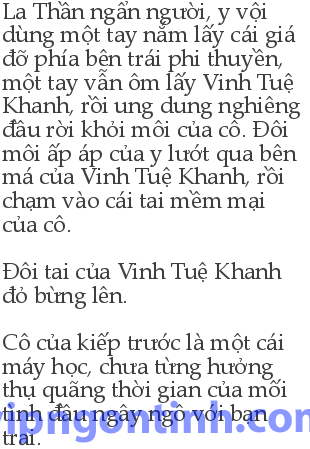 La Thần ngẩn người, y vội
dùng một tay nắm lấy cái giá
đỡ phía bên trái phi thuyền,
một tay vẫn ôm lấy Vinh Tuệ
Khanh, rồi ung dung nghiêng
đầu rời khỏi môi của cô. Đôi
môi ấp áp của y lướt qua bên
má của Vinh Tuệ Khanh, rồi
chạm vào cái tai mềm mại
của cô.
Đôi tai của Vinh Tuệ Khanh
đỏ bừng lên.
Cô của kiếp trước là một cái
máy học, chưa từng hưởng
thụ quãng thời gian của mối
tình đầu ngây ngô với bạn
trai.
vipngontinh.com